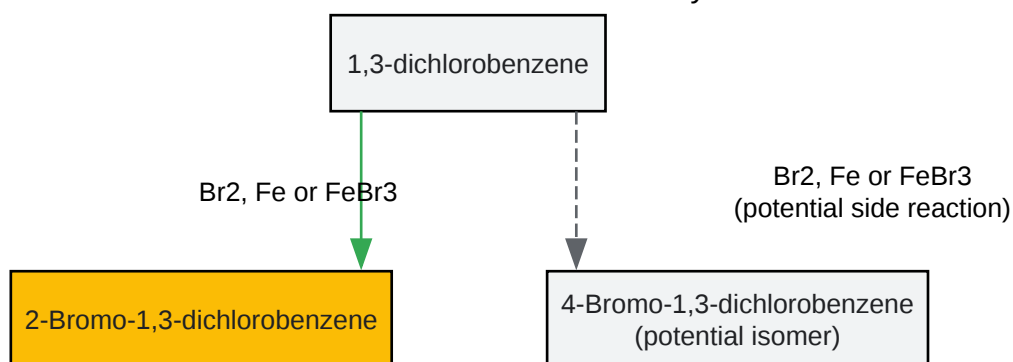 1,3-dichlorobenzene
Br2, Fe or FeBr3
Br2, Fe or FeBr3
(potential side reaction)
2-Bromo-1,3-dichlorobenzene
4-Bromo-1,3-dichlorobenzene
(potential isomer)